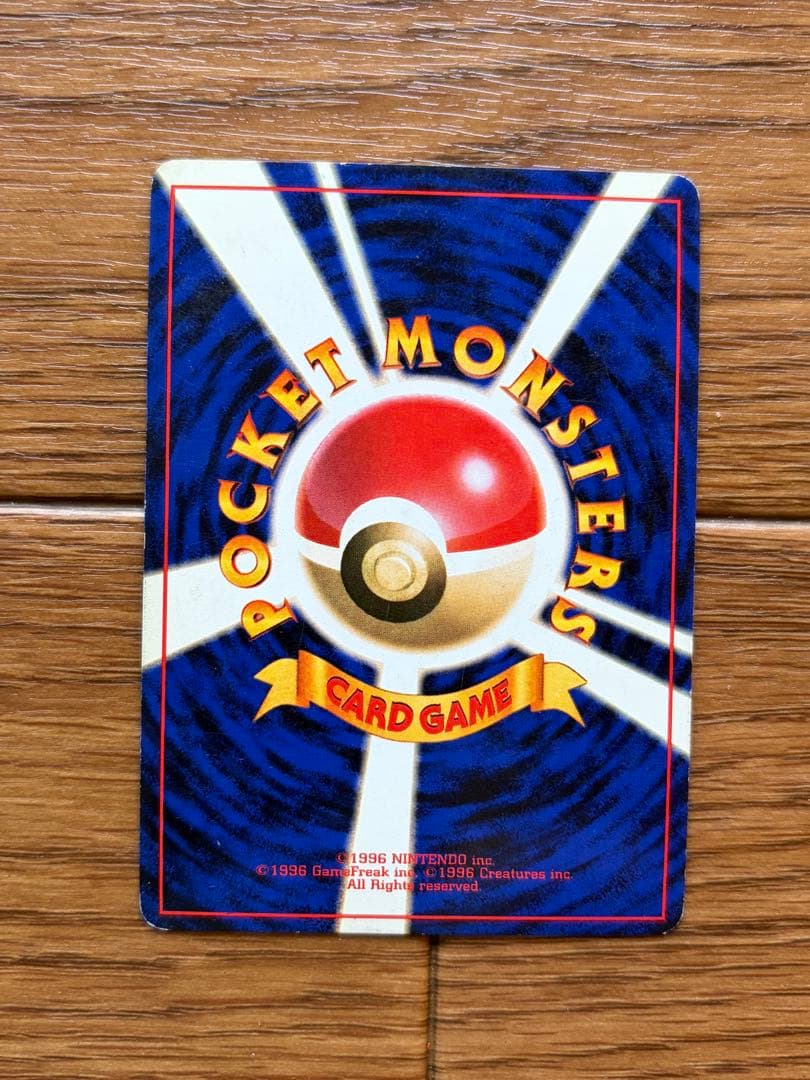 POCKET MONSTERS
CARD GAME
©1996 NINTENDO inc.
©1996 GameFreak inc. ©1996 Creatures inc.
All Rights reserved.